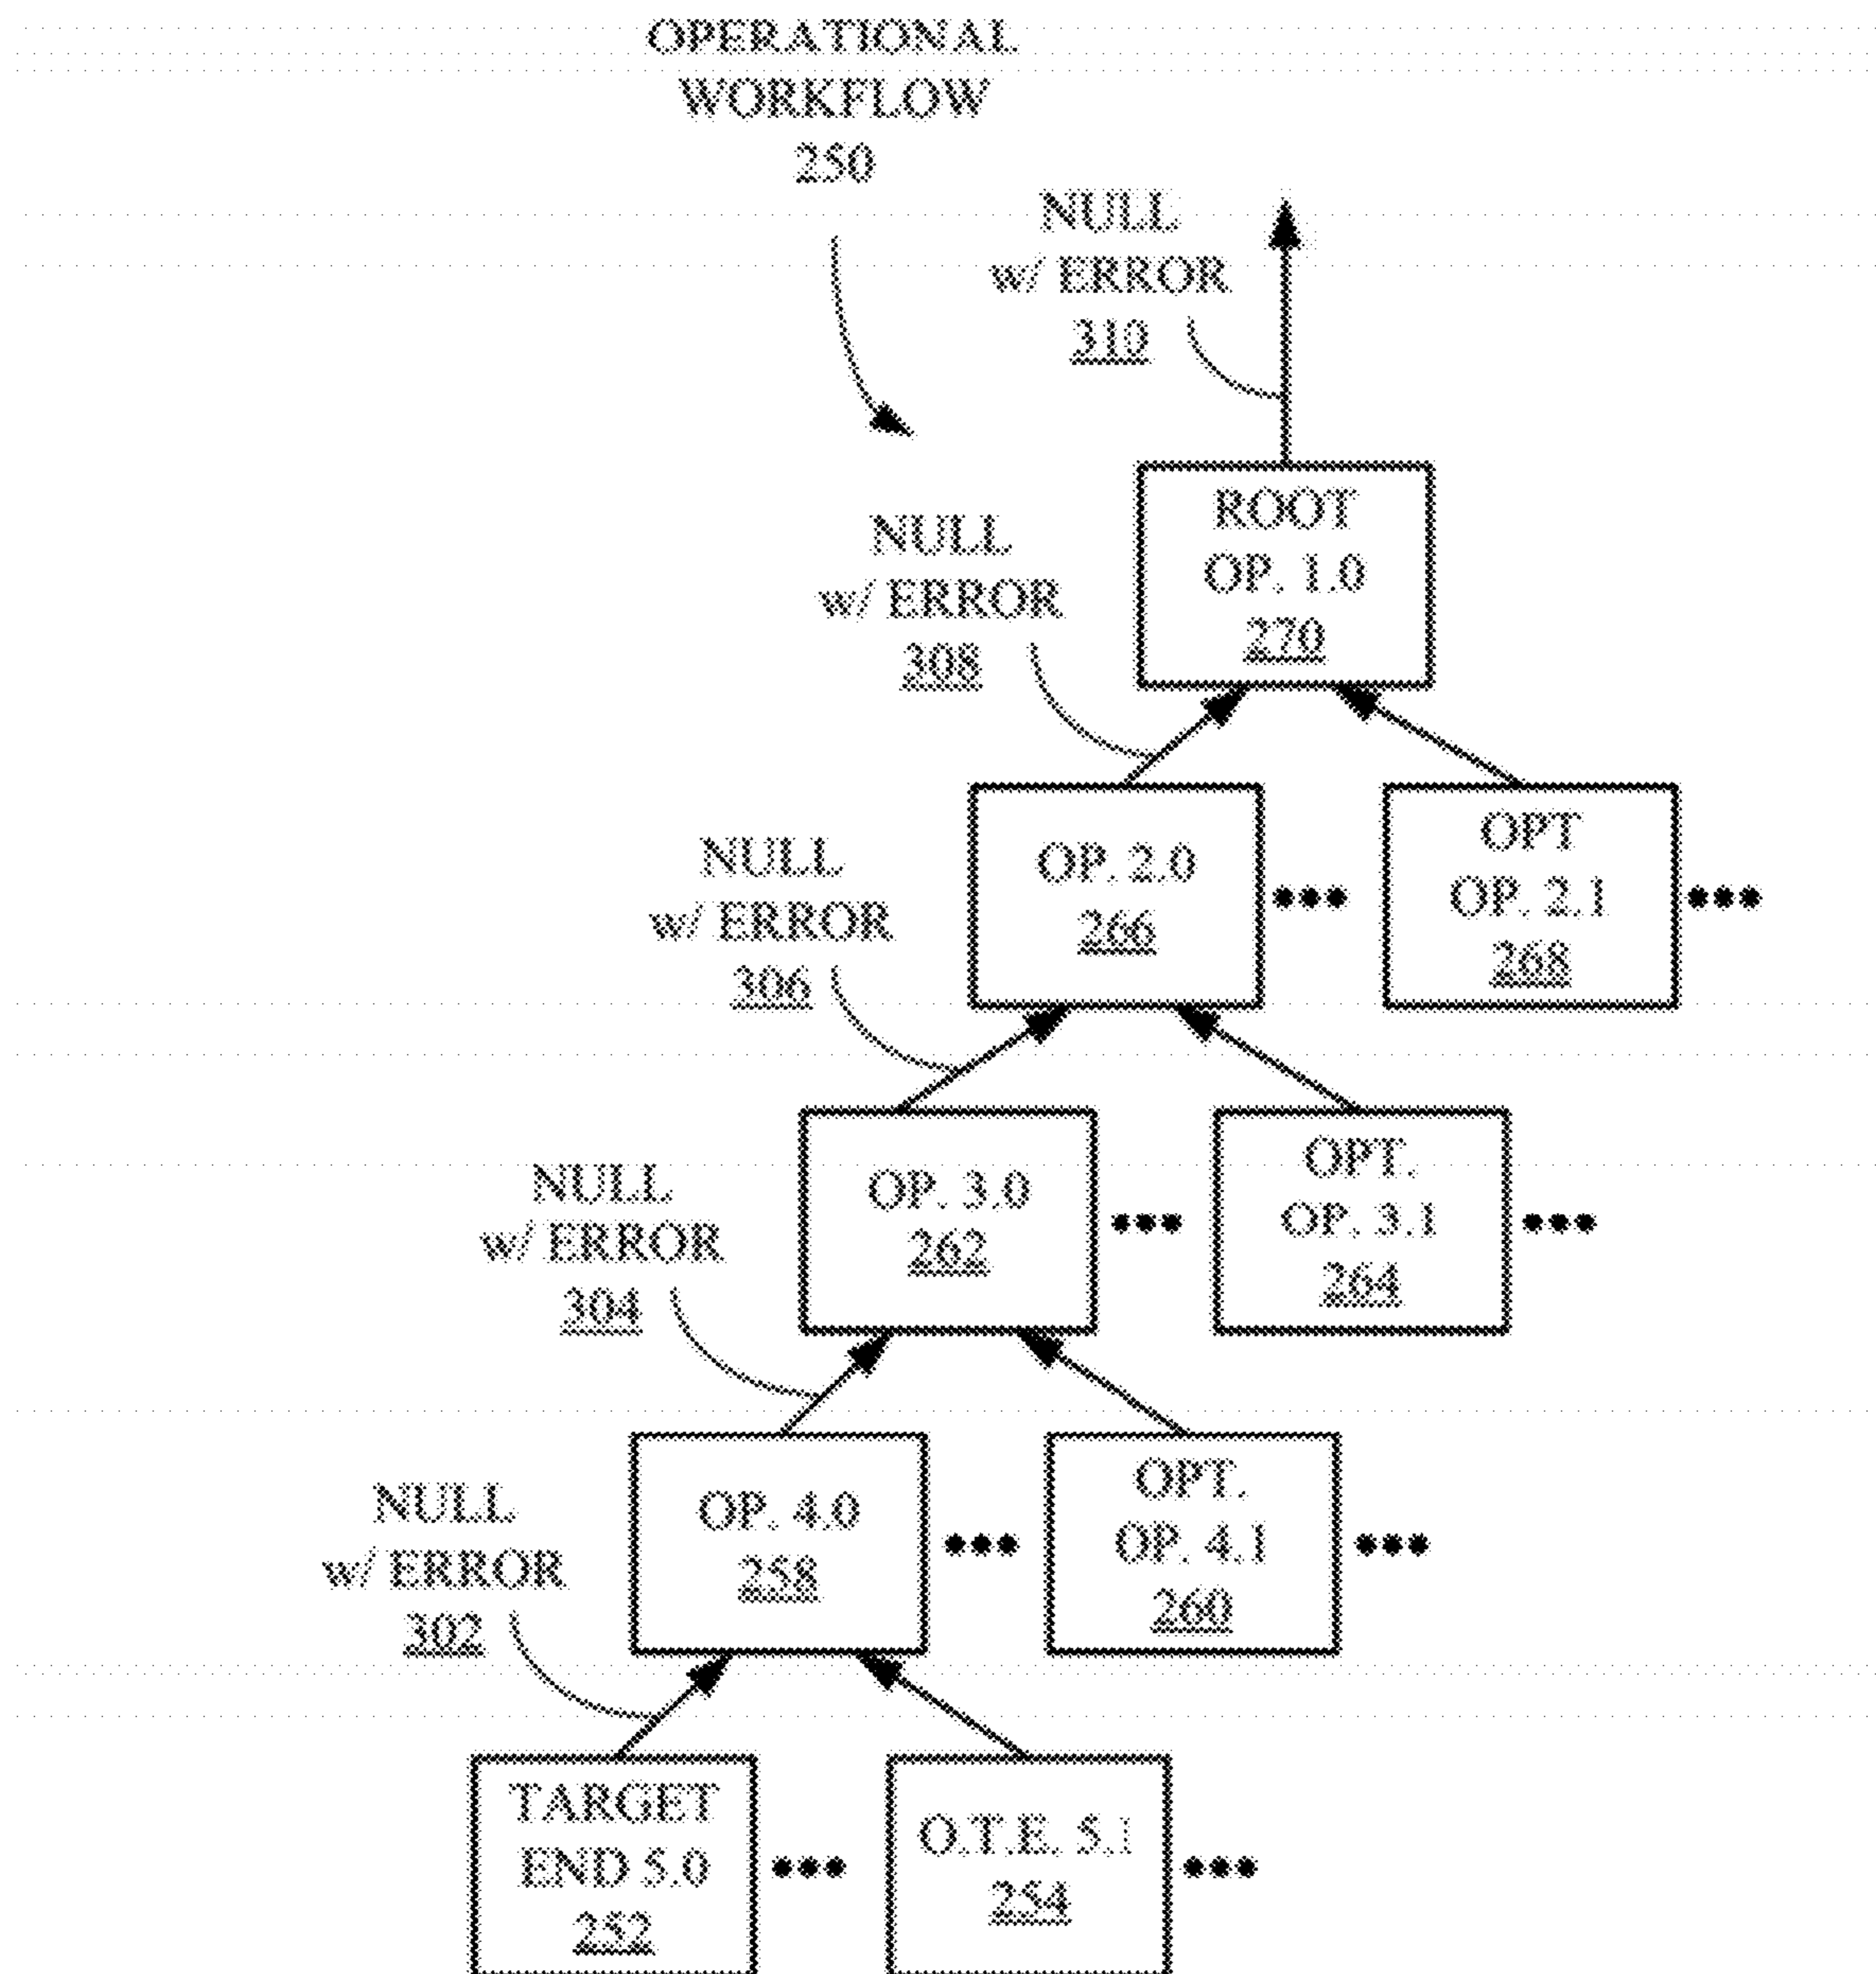 OPERATIONAL
WORKFLOW
250
NULL
w/ ERROR
310
ROOT
OP. 1.0
270
NULL
w/ ERROR
308
OP. 2.0
266
OPT
OP. 2.1
268
NULL
w/ ERROR
306
OP. 3.0
262
OPT.
OP. 3.1
264
NULL
w/ ERROR
304
OP. 4.0
258
OPT.
OP. 4.1
260
NULL
w/ ERROR
302
TARGET
END 5.0
252
O.T.E. 5.1
254